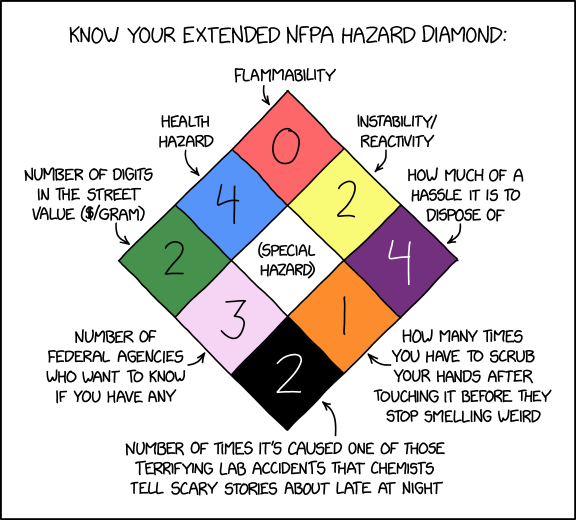 KNOW YOUR EXTENDED NFPA HAZARD DIAMOND:
FLAMMABILITY
0
HEALTH
HAZARD
4
INSTABILITY/
REACTIVITY
2
NUMBER OF DIGITS
IN THE STREET
VALUE ($/GRAM)
2
(SPECIAL
HAZARD)
HOW MUCH OF A
HASSLE IT IS TO
DISPOSE OF
4
NUMBER OF
FEDERAL AGENCIES
WHO WANT TO KNOW
IF YOU HAVE ANY
3
HOW MANY TIMES
YOU HAVE TO SCRUB
YOUR HANDS AFTER
TOUCHING IT BEFORE THEY
STOP SMELLING WEIRD
1
2
NUMBER OF TIMES IT'S CAUSED ONE OF THOSE
TERRIFYING LAB ACCIDENTS THAT CHEMISTS
TELL SCARY STORIES ABOUT LATE AT NIGHT